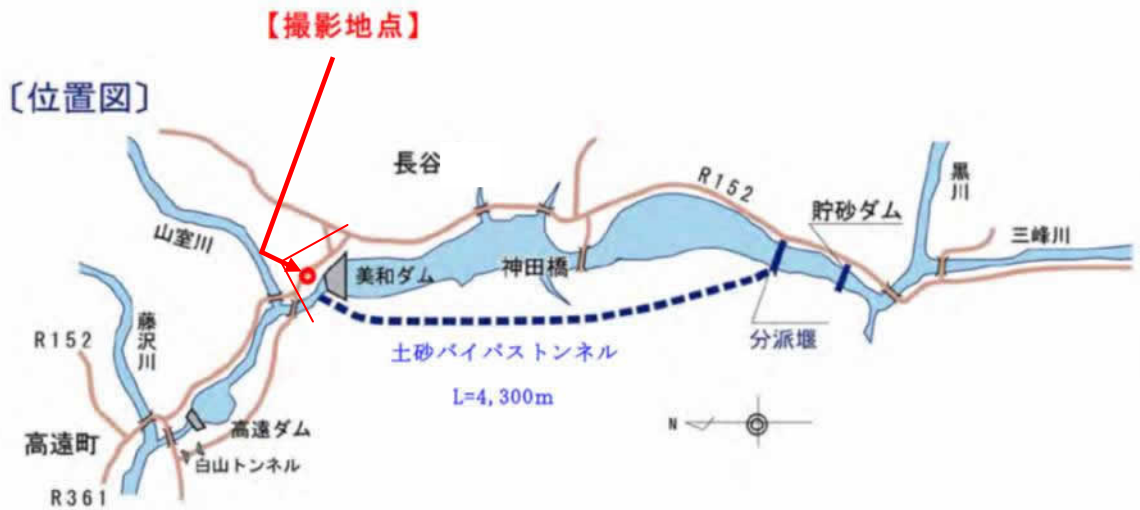 【撮影地点】
〔位置図〕
長谷
R152
黒川
貯砂ダム
三峰川
山室川
美和ダム
神田橋
藤沢川
R152
土砂バイパストンネル
分派堰
L=4,300m
N
高遠ダム
高遠町
白山トンネル
R361